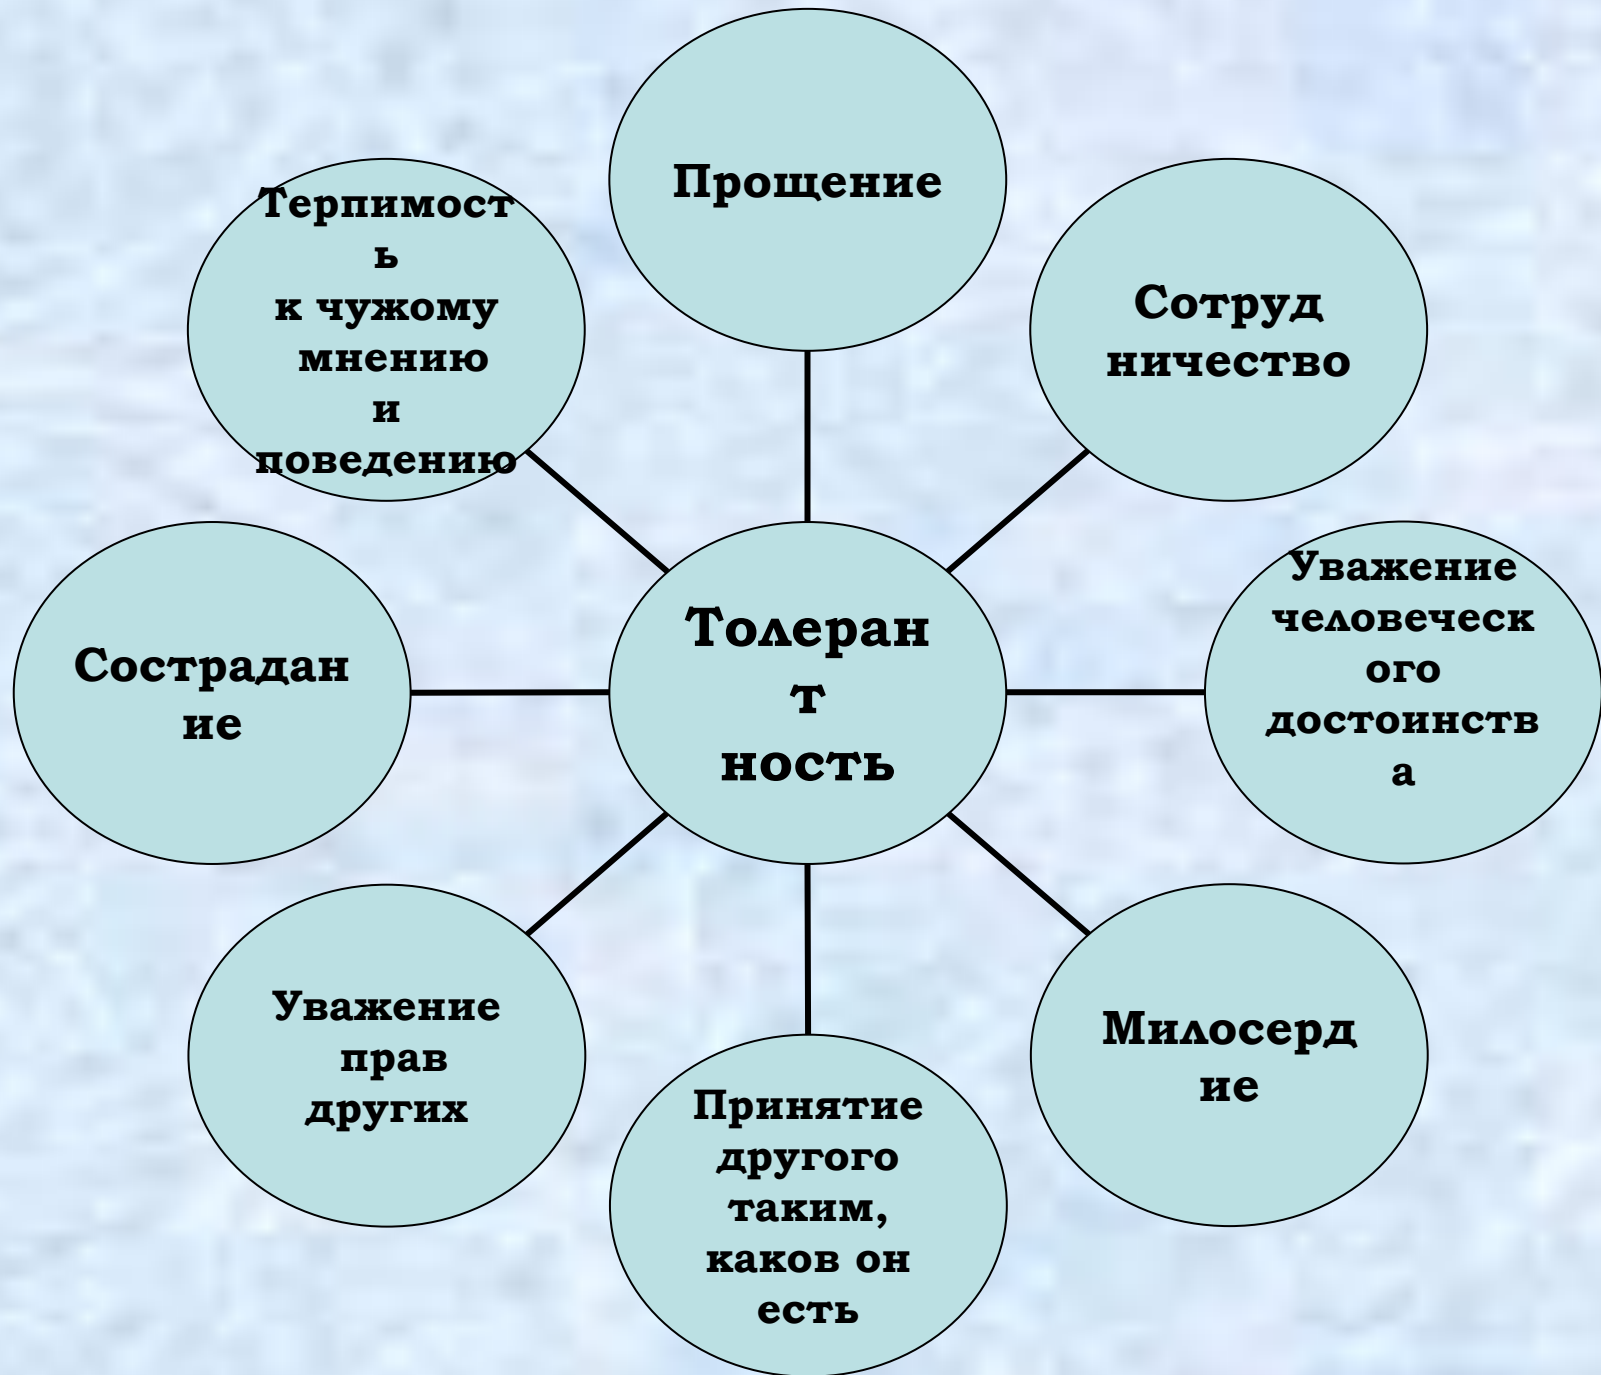 Прощение
Терпимост
ь
к чужому
мнению
и
поведению
Сотруд
ничество
Сострадан
ие
Толеран
т
ность
Уважение
человеческ
ого
достоинств
а
Уважение
прав
других
Принятие
другого
таким,
каков он
есть
Милосерд
ие